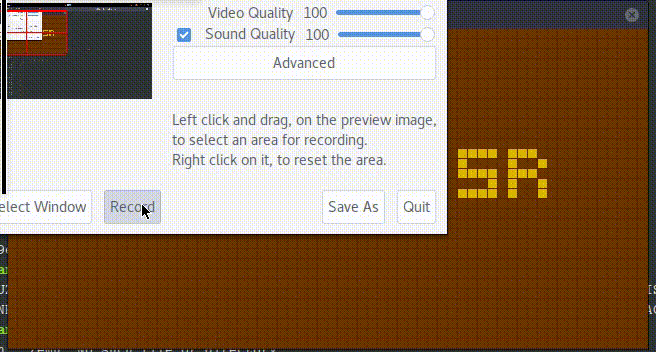 Video Quality 100
Sound Quality 100
Advanced
Left click and drag, on the preview image,
to select an area for recording.
Right click on it, to reset the area.
SR
elect Window
Record
Save As
Quit